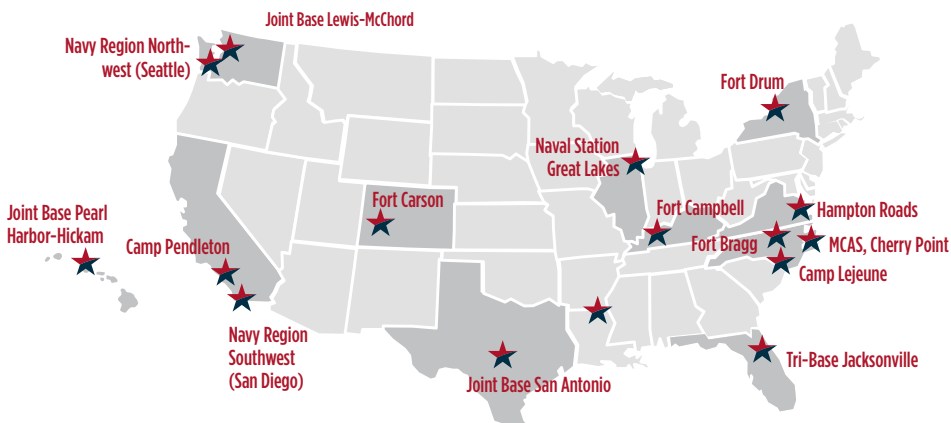 Joint Base Lewis-McChord
Navy Region North-
west (Seattle)
Fort Drum
Naval Station
Great Lakes
Fort Carson
Fort Campbell
Hampton Roads
Joint Base Pearl
Harbor-Hickam
Camp Pendleton
Fort Bragg
MCAS, Cherry Point
Camp Lejeune
Navy Region
Southwest
(San Diego)
Tri-Base Jacksonville
Joint Base San Antonio